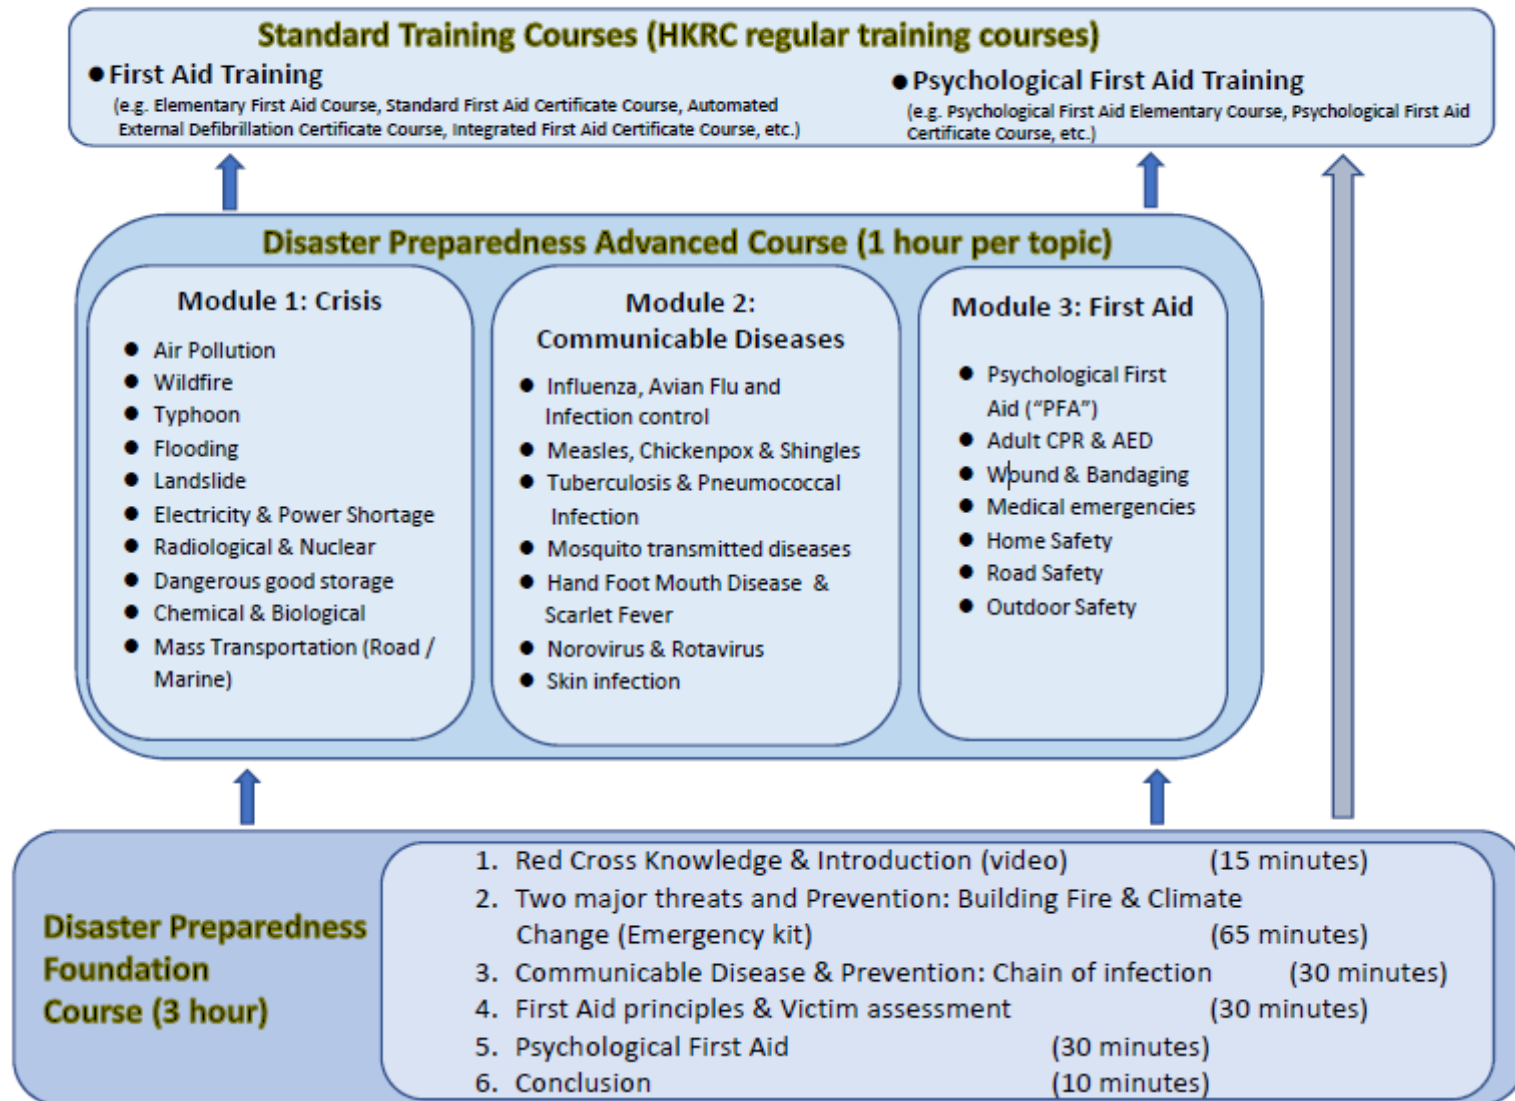 Standard Training Courses (HKRC regular training courses)
● First Aid Training
(e.g. Elementary First Aid Course, Standard First Aid Certificate Course, Automated
External Defibrillation Certificate Course, Integrated First Aid Certificate Course, etc.)
● Psychological First Aid Training
(e.g. Psychological First Aid Elementary Course, Psychological First Aid
Certificate Course, etc.)
Disaster Preparedness Advanced Course (1 hour per topic)
Module 1: Crisis
● Air Pollution
● Wildfire
● Typhoon
● Flooding
● Landslide
● Electricity & Power Shortage
● Radiological & Nuclear
● Dangerous good storage
● Chemical & Biological
● Mass Transportation (Road /
Marine)
Module 2:
Communicable Diseases
● Influenza, Avian Flu and
Infection control
● Measles, Chickenpox & Shingles
● Tuberculosis & Pneumococcal
Infection
● Mosquito transmitted diseases
● Hand Foot Mouth Disease &
Scarlet Fever
● Norovirus & Rotavirus
● Skin infection
Module 3: First Aid
● Psychological First
Aid (“PFA”)
● Adult CPR & AED
● Wound & Bandaging
● Medical emergencies
● Home Safety
● Road Safety
● Outdoor Safety
Disaster Preparedness
Foundation
Course (3 hour)
1. Red Cross Knowledge & Introduction (video) (15 minutes)
2. Two major threats and Prevention: Building Fire & Climate
Change (Emergency kit) (65 minutes)
3. Communicable Disease & Prevention: Chain of infection (30 minutes)
4. First Aid principles & Victim assessment (30 minutes)
5. Psychological First Aid (30 minutes)
6. Conclusion (10 minutes)